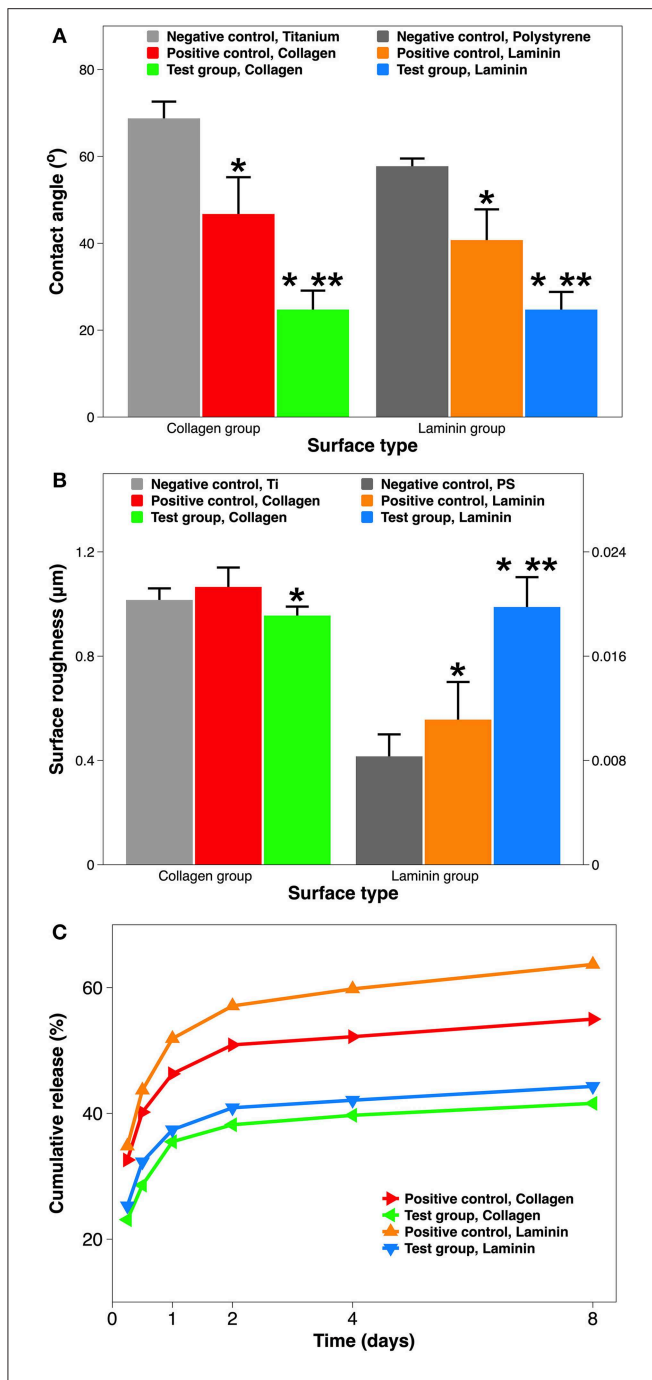 A
Negative control, Titanium
Negative control, Polystyrene
Positive control, Collagen
Positive control, Laminin
Test group, Collagen
Test group, Laminin
Contact angle (º)
80
60
40
20
0
*
* **
*
* **
Collagen group
Laminin group
Surface type
B
Negative control, Ti
Negative control, PS
Positive control, Collagen
Positive control, Laminin
Test group, Collagen
Test group, Laminin
Surface roughness (µm)
1.2
0.8
0.4
0
0.024
0.016
0.008
0
*
*
* **
Collagen group
Laminin group
Surface type
C
Cumulative release (%)
60
40
20
Positive control, Collagen
Test group, Collagen
Positive control, Laminin
Test group, Laminin
0 1 2 4 8
Time (days)